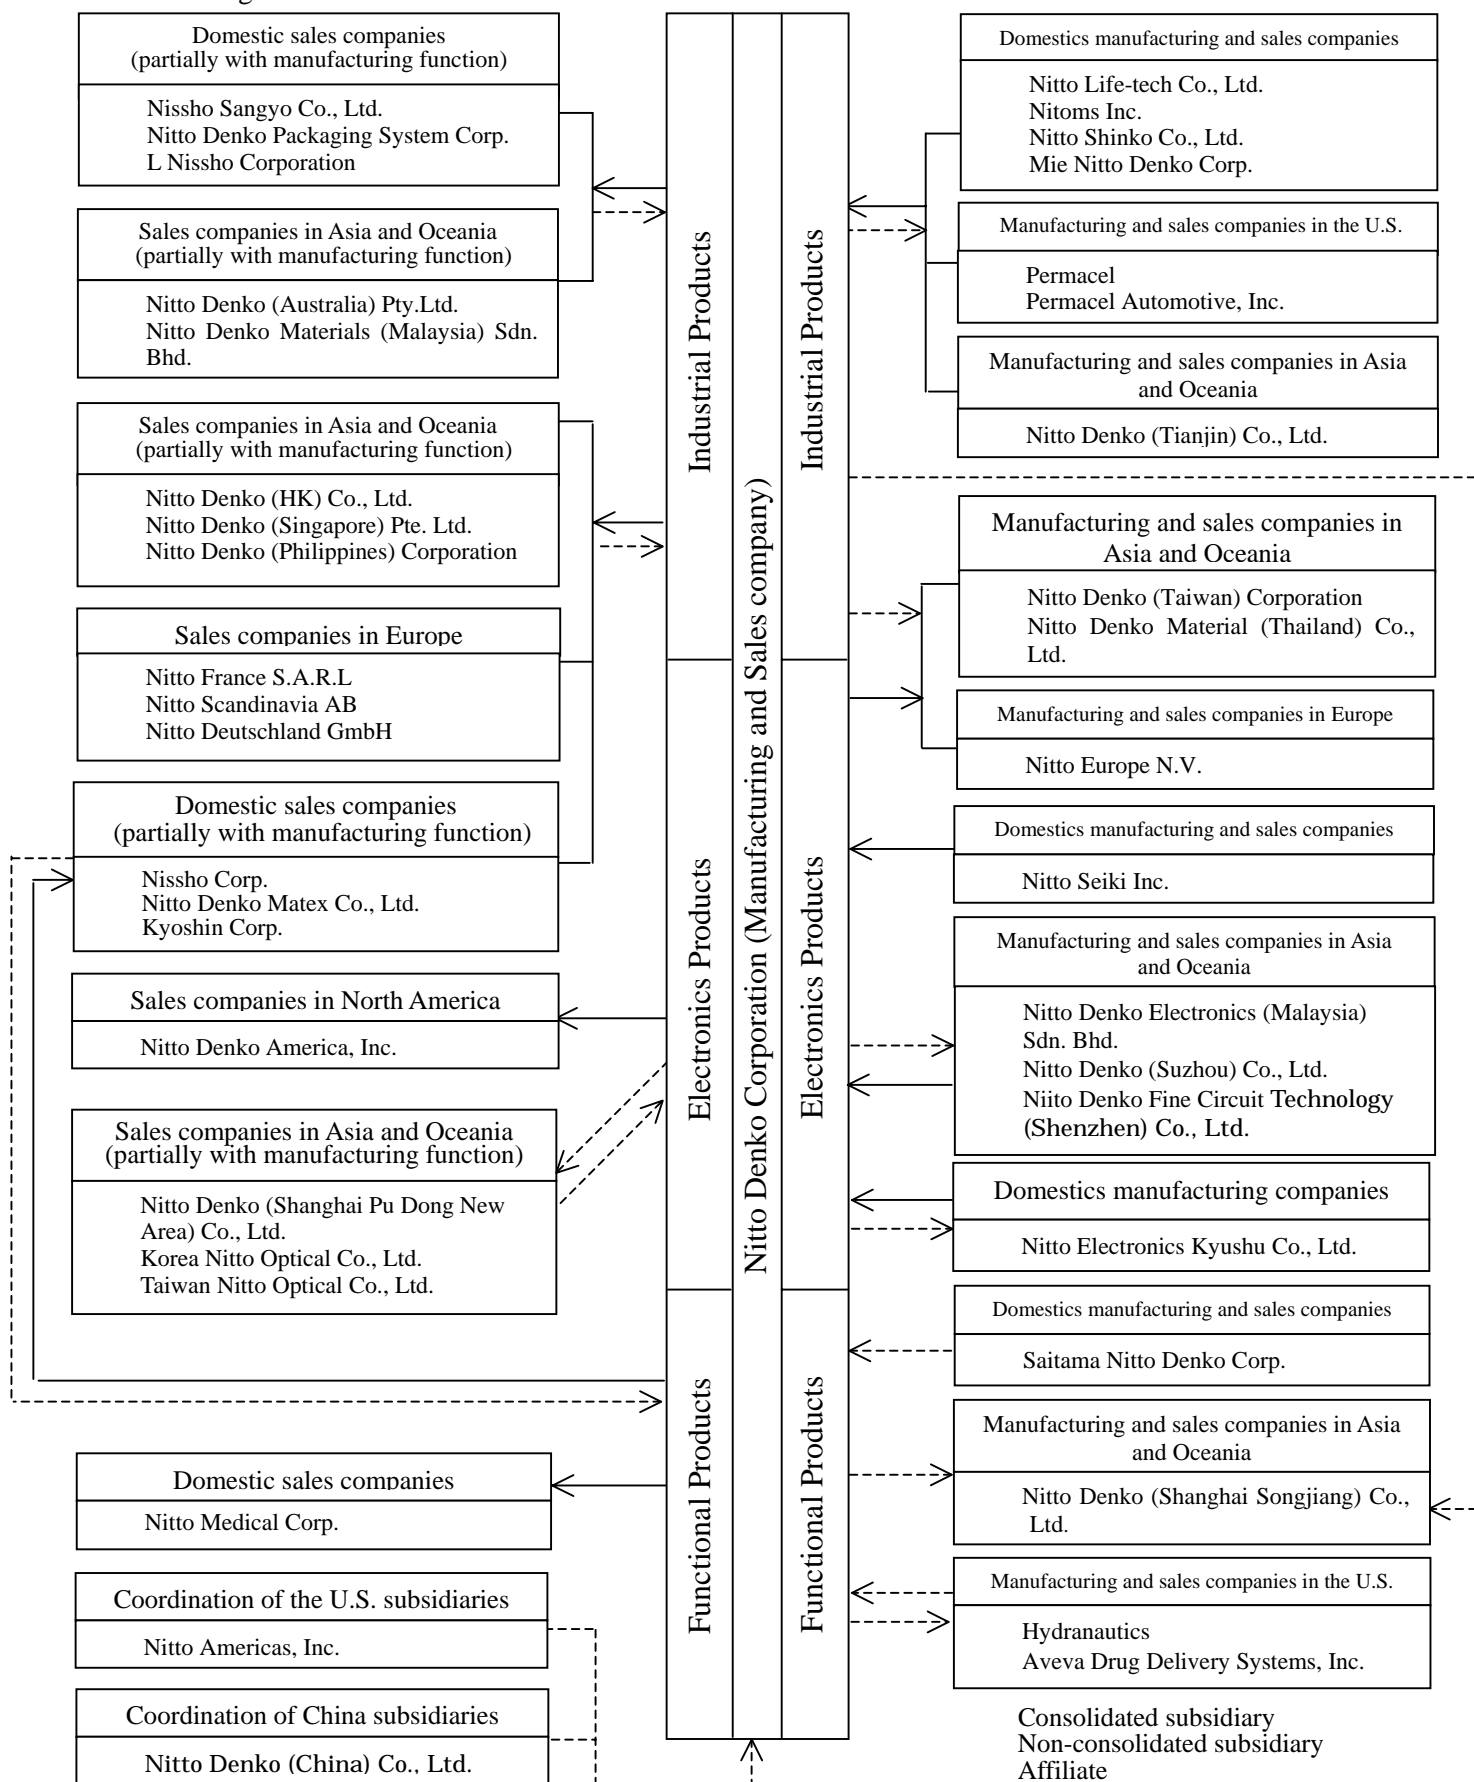 Domestic sales companies
(partially with manufacturing function)
Nissho Sangyo Co., Ltd.
Nitto Denko Packaging System Corp.
L Nissho Corporation
Sales companies in Asia and Oceania
(partially with manufacturing function)
Nitto Denko (Australia) Pty.Ltd.
Nitto Denko Materials (Malaysia) Sdn.
Bhd.
Sales companies in Asia and Oceania
(partially with manufacturing function)
Nitto Denko (HK) Co., Ltd.
Nitto Denko (Singapore) Pte. Ltd.
Nitto Denko (Philippines) Corporation
Sales companies in Europe
Nitto France S.A.R.L
Nitto Scandinavia AB
Nitto Deutschland GmbH
Domestic sales companies
(partially with manufacturing function)
Nissho Corp.
Nitto Denko Matex Co., Ltd.
Kyoshin Corp.
Sales companies in North America
Nitto Denko America, Inc.
Sales companies in Asia and Oceania
(partially with manufacturing function)
Nitto Denko (Shanghai Pu Dong New
Area) Co., Ltd.
Korea Nitto Optical Co., Ltd.
Taiwan Nitto Optical Co., Ltd.
Domestic sales companies
Nitto Medical Corp.
Coordination of the U.S. subsidiaries
Nitto Americas, Inc.
Coordination of China subsidiaries
Nitto Denko (China) Co., Ltd.
Industrial Products
Electronics Products
Functional Products
Nitto Denko Corporation (Manufacturing and Sales company)
Industrial Products
Electronics Products
Functional Products
Domestics manufacturing and sales companies
Nitto Life-tech Co., Ltd.
Nitoms Inc.
Nitto Shinko Co., Ltd.
Mie Nitto Denko Corp.
Manufacturing and sales companies in the U.S.
Permacel
Permacel Automotive, Inc.
Manufacturing and sales companies in Asia
and Oceania
Nitto Denko (Tianjin) Co., Ltd.
Manufacturing and sales companies in
Asia and Oceania
Nitto Denko (Taiwan) Corporation
Nitto Denko Material (Thailand) Co.,
Ltd.
Manufacturing and sales companies in Europe
Nitto Europe N.V.
Domestics manufacturing and sales companies
Nitto Seiki Inc.
Manufacturing and sales companies in Asia
and Oceania
Nitto Denko Electronics (Malaysia)
Sdn. Bhd.
Nitto Denko (Suzhou) Co., Ltd.
Niito Denko Fine Circuit Technology
(Shenzhen) Co., Ltd.
Domestics manufacturing companies
Nitto Electronics Kyushu Co., Ltd.
Domestics manufacturing and sales companies
Saitama Nitto Denko Corp.
Manufacturing and sales companies in Asia
and Oceania
Nitto Denko (Shanghai Songjiang) Co.,
Ltd.
Manufacturing and sales companies in the U.S.
Hydranautics
Aveva Drug Delivery Systems, Inc.
Consolidated subsidiary
Non-consolidated subsidiary
Affiliate